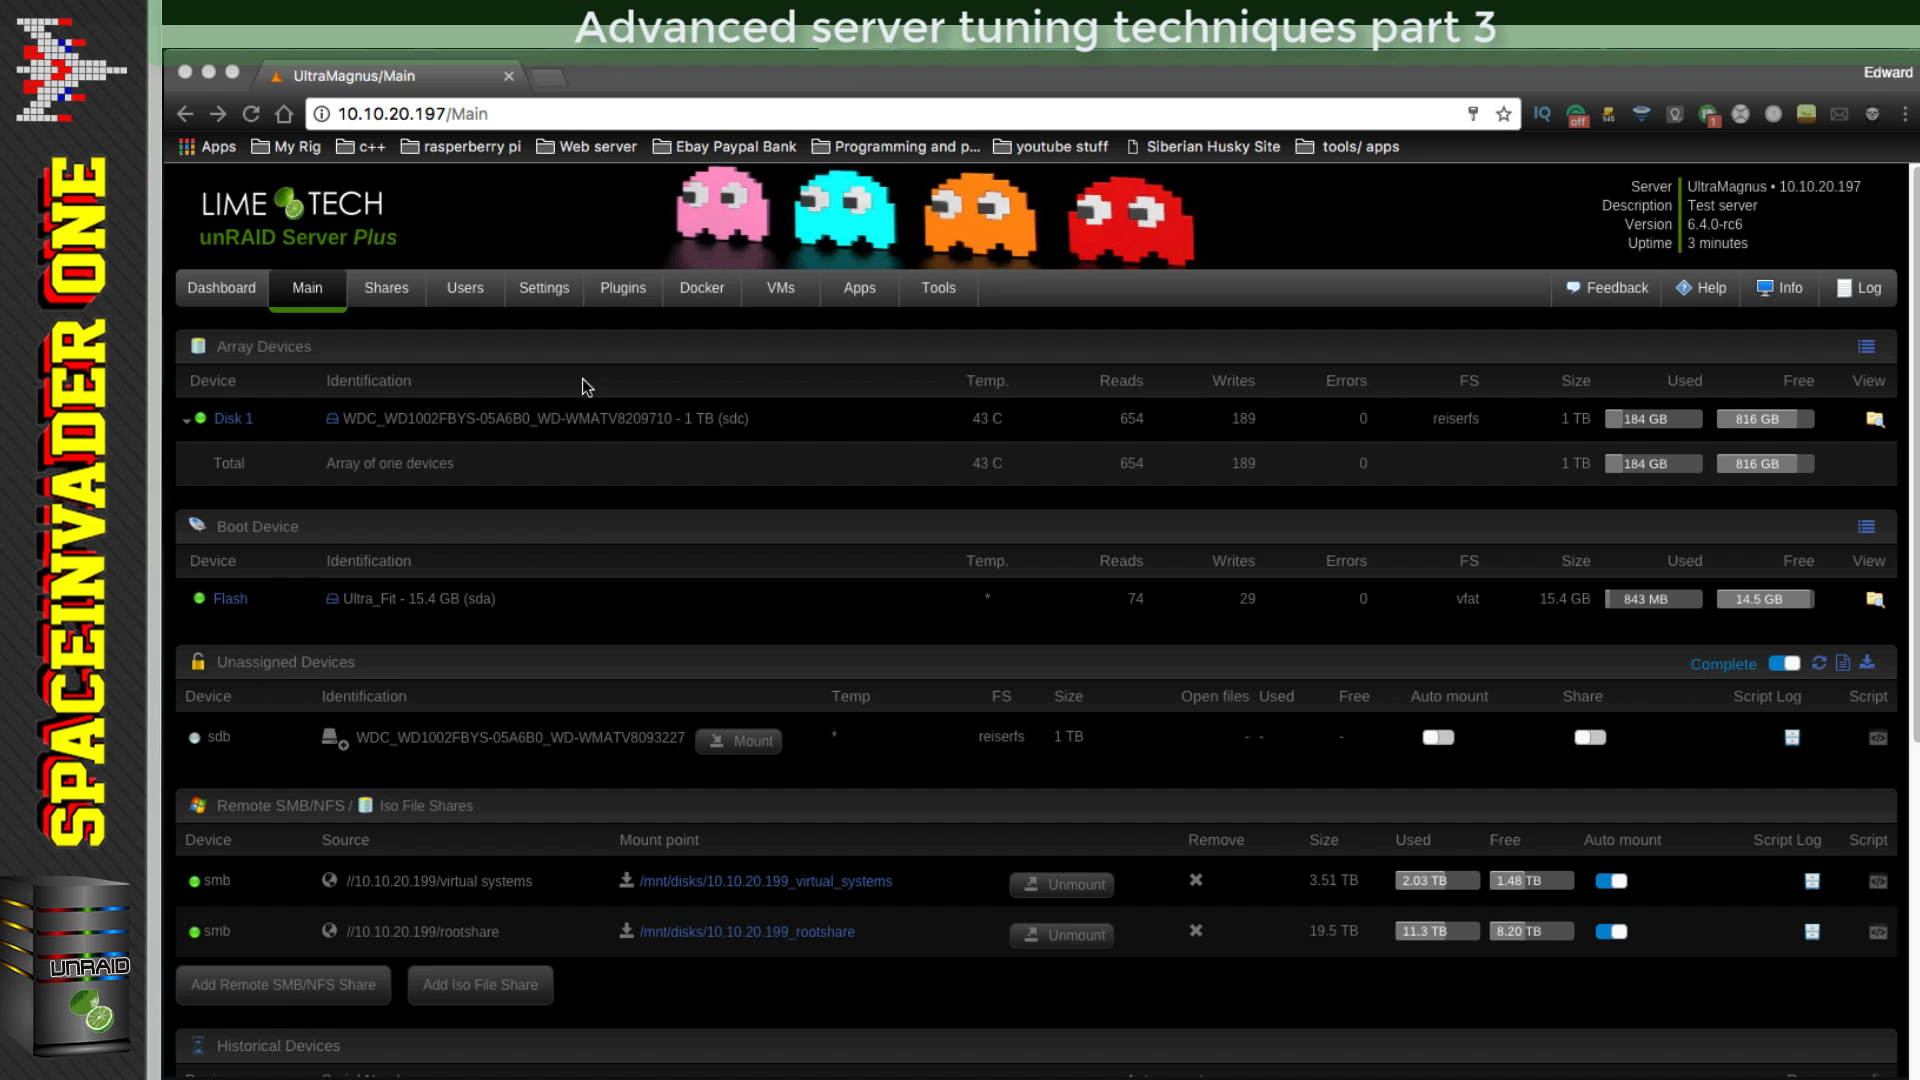 Advanced server tuning techniques part 3
SPACEINVADER ONE
UNRAID
UltraMagnus/Main
Edward
10.10.20.197/Main
IQ off sab 1
Apps My Rig c++ rasperberry pi Web server Ebay Paypal Bank Programming and p... youtube stuff Siberian Husky Site tools/ apps
LIME TECH
unRAID Server Plus
Server UltraMagnus • 10.10.20.197
Description Test server
Version 6.4.0-rc6
Uptime 3 minutes
Dashboard Main Shares Users Settings Plugins Docker VMs Apps Tools Feedback Help Info Log
Array Devices
Device Identification Temp. Reads Writes Errors FS Size Used Free View
Disk 1 WDC_WD1002FBYS-05A6B0_WD-WMATV8209710 - 1 TB (sdc) 43 C 654 189 0 reiserfs 1 TB 184 GB 816 GB
Total Array of one devices 43 C 654 189 0 1 TB 184 GB 816 GB
Boot Device
Device Identification Temp. Reads Writes Errors FS Size Used Free View
Flash Ultra_Fit - 15.4 GB (sda) * 74 29 0 vfat 15.4 GB 843 MB 14.5 GB
Unassigned Devices Complete
Device Identification Temp FS Size Open files Used Free Auto mount Share Script Log Script
sdb WDC_WD1002FBYS-05A6B0_WD-WMATV8093227 Mount * reiserfs 1 TB - - -
Remote SMB/NFS / Iso File Shares
Device Source Mount point Remove Size Used Free Auto mount Script Log Script
smb //10.10.20.199/virtual systems /mnt/disks/10.10.20.199_virtual_systems Unmount 3.51 TB 2.03 TB 1.48 TB
smb //10.10.20.199/rootshare /mnt/disks/10.10.20.199_rootshare Unmount 19.5 TB 11.3 TB 8.20 TB
Add Remote SMB/NFS Share Add Iso File Share
Historical Devices